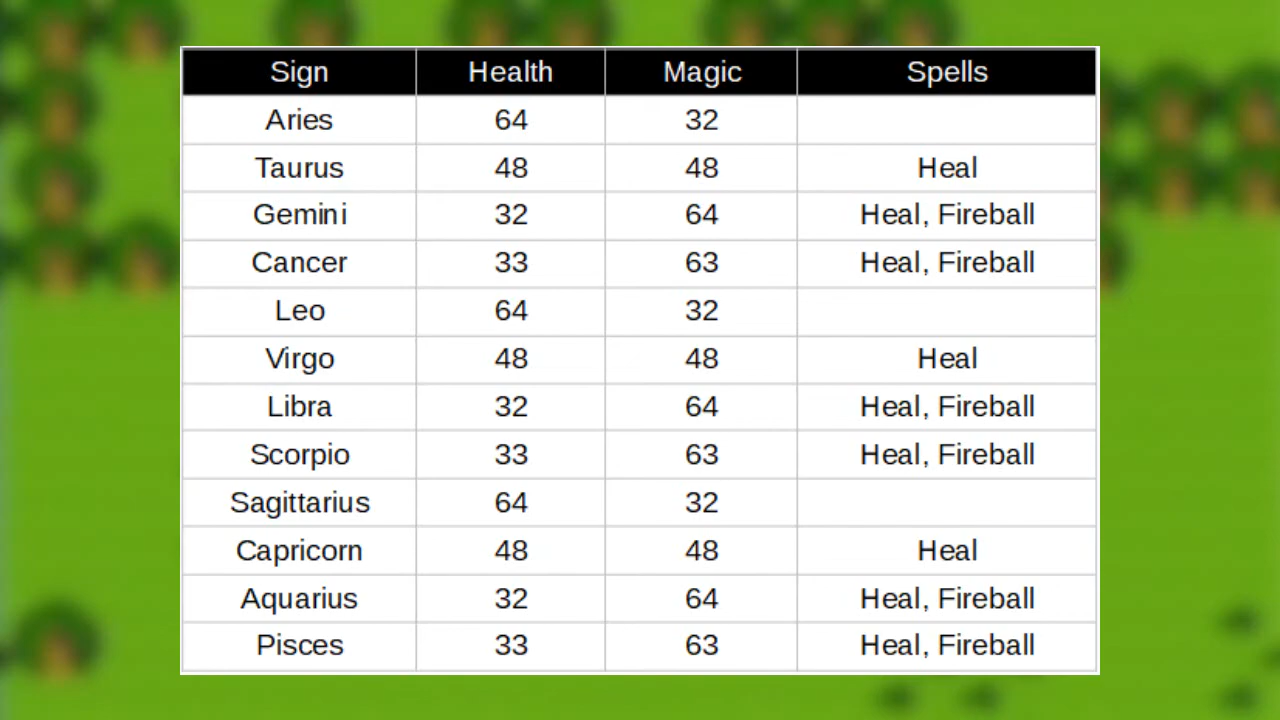 Sign Health Magic Spells
Aries 64 32
Taurus 48 48 Heal
Gemini 32 64 Heal, Fireball
Cancer 33 63 Heal, Fireball
Leo 64 32
Virgo 48 48 Heal
Libra 32 64 Heal, Fireball
Scorpio 33 63 Heal, Fireball
Sagittarius 64 32
Capricorn 48 48 Heal
Aquarius 32 64 Heal, Fireball
Pisces 33 63 Heal, Fireball